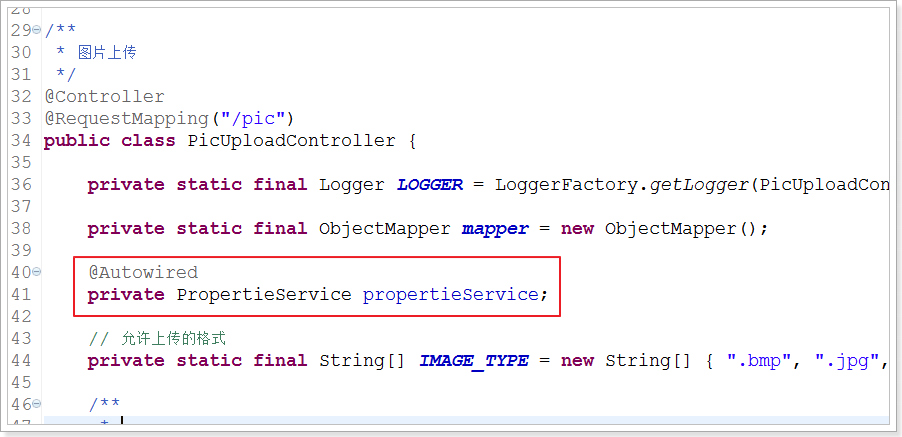 28
29 /**
30  * 图片上传
31  */
32 @Controller
33 @RequestMapping("/pic")
34 public class PicUploadController {
35
36     private static final Logger LOGGER = LoggerFactory.getLogger(PicUploadCon
37
38     private static final ObjectMapper mapper = new ObjectMapper();
39
40     @Autowired
41     private PropertieService propertieService;
42
43     // 允许上传的格式
44     private static final String[] IMAGE_TYPE = new String[] { ".bmp", ".jpg",
45
46     /**
47      *